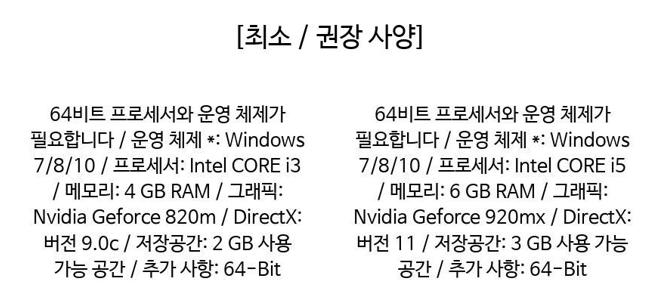 [최소 / 권장 사양]
64비트 프로세서와 운영 체제가
필요합니다 / 운영 체제 *: Windows
7/8/10 / 프로세서: Intel CORE i3
/ 메모리: 4 GB RAM / 그래픽:
Nvidia Geforce 820m / DirectX:
버전 9.0c / 저장공간: 2 GB 사용
가능 공간 / 추가 사항: 64-Bit
64비트 프로세서와 운영 체제가
필요합니다 / 운영 체제 *: Windows
7/8/10 / 프로세서: Intel CORE i5
/ 메모리: 6 GB RAM / 그래픽:
Nvidia Geforce 920mx / DirectX:
버전 11 / 저장공간: 3 GB 사용 가능
공간 / 추가 사항: 64-Bit